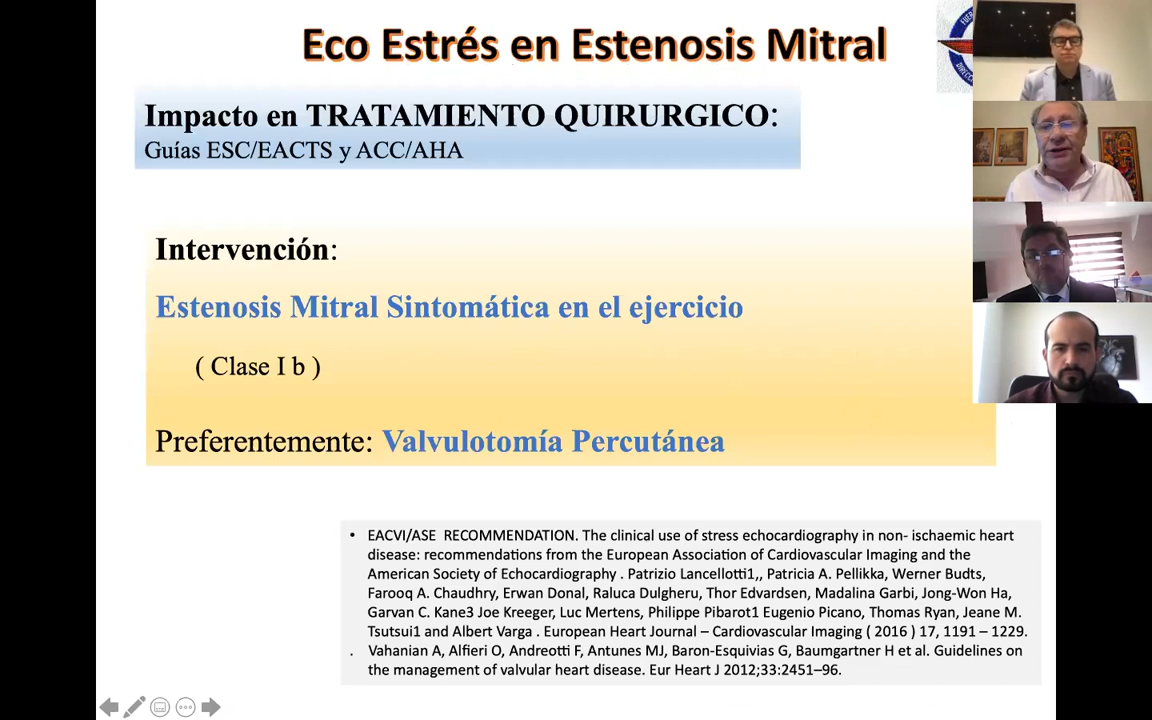 Eco Estrés en Estenosis Mitral
Impacto en TRATAMIENTO QUIRURGICO:
Guías ESC/EACTS y ACC/AHA
Intervención:
Estenosis Mitral Sintomática en el ejercicio
( Clase I b )
Preferentemente: Valvulotomía Percutánea
• EACVI/ASE RECOMMENDATION. The clinical use of stress echocardiography in non- ischaemic heart
disease: recommendations from the European Association of Cardiovascular Imaging and the
American Society of Echocardiography . Patrizio Lancellotti1,, Patricia A. Pellikka, Werner Budts,
Farooq A. Chaudhry, Erwan Donal, Raluca Dulgheru, Thor Edvardsen, Madalina Garbi, Jong-Won Ha,
Garvan C. Kane3 Joe Kreeger, Luc Mertens, Philippe Pibarot1 Eugenio Picano, Thomas Ryan, Jeane M.
Tsutsui1 and Albert Varga . European Heart Journal – Cardiovascular Imaging ( 2016 ) 17, 1191 – 1229.
. Vahanian A, Alfieri O, Andreotti F, Antunes MJ, Baron-Esquivias G, Baumgartner H et al. Guidelines on
the management of valvular heart disease. Eur Heart J 2012;33:2451–96.